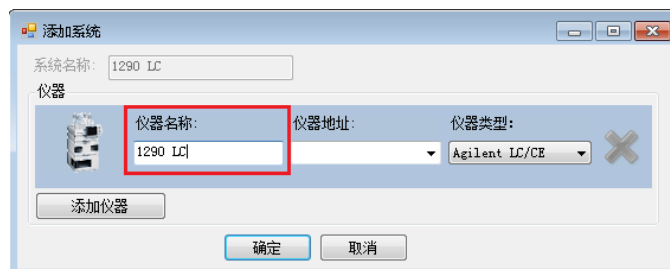 添加系统
系统名称: 1290 LC
仪器
仪器名称: 仪器地址: 仪器类型:
1290 LC Agilent LC/CE
添加仪器
确定 取消